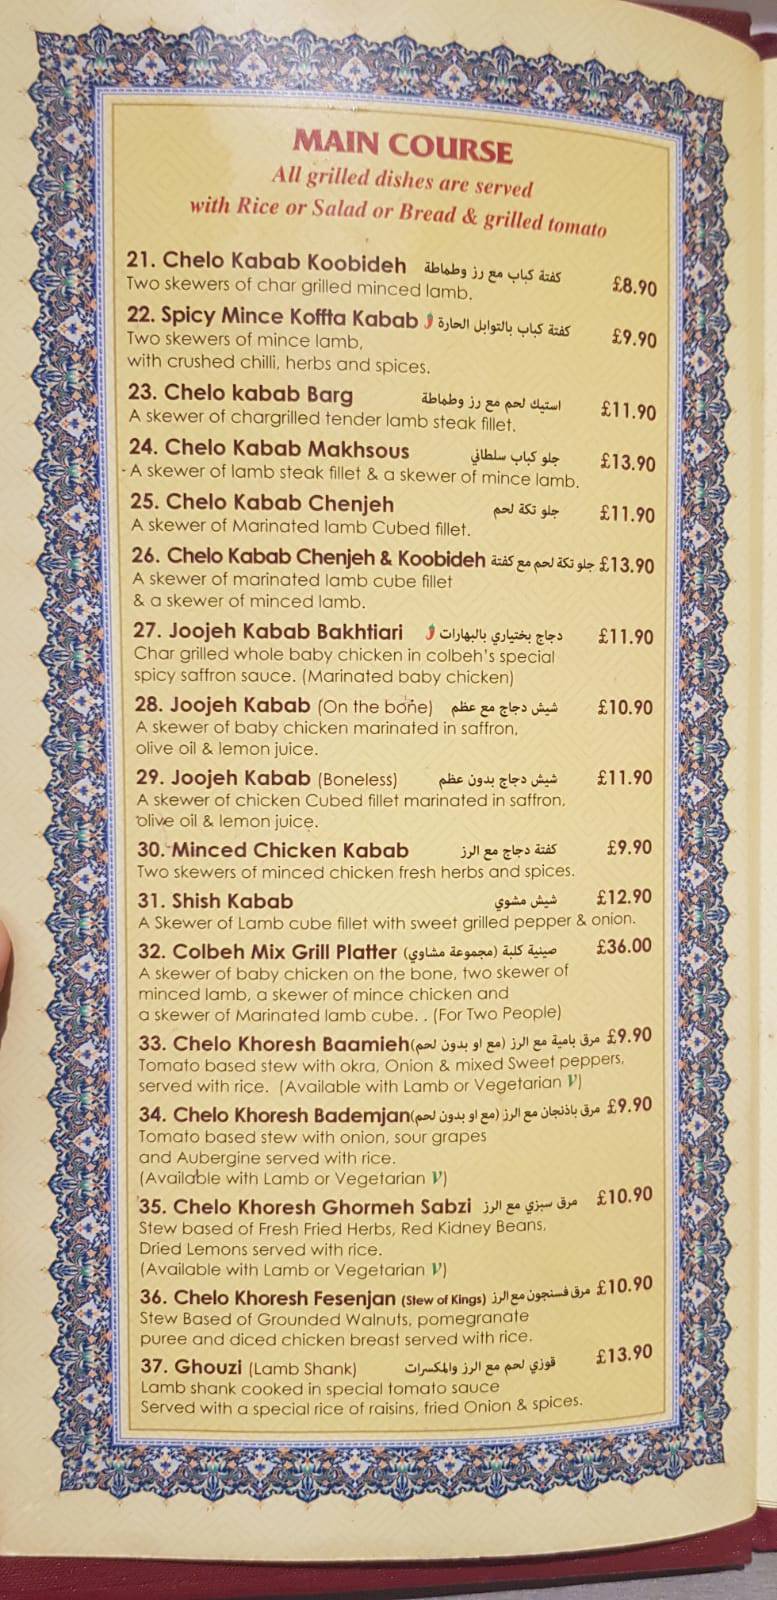 MAIN COURSE
All grilled dishes are served
with Rice or Salad or Bread & grilled tomato
21. Chelo Kabab Koobideh كفتة كباب مع رز وطماطة £8.90
Two skewers of char grilled minced lamb.
22. Spicy Mince Koffta Kabab كفتة كباب بالتوابل الحارة £9.90
Two skewers of mince lamb,
with crushed chilli, herbs and spices.
23. Chelo kabab Barg استيك لحم مع رز وطماطة £11.90
A skewer of chargrilled tender lamb steak fillet.
24. Chelo Kabab Makhsous جلو كباب سلطاني £13.90
A skewer of lamb steak fillet & a skewer of mince lamb.
25. Chelo Kabab Chenjeh جلو تكة لحم £11.90
A skewer of Marinated lamb Cubed fillet.
26. Chelo Kabab Chenjeh & Koobideh جلو تكة لحم مع كفتة £13.90
A skewer of marinated lamb cube fillet
& a skewer of minced lamb.
27. Joojeh Kabab Bakhtiari دجاج بختياري بالبهارات £11.90
Char grilled whole baby chicken in colbeh's special
spicy saffron sauce. (Marinated baby chicken)
28. Joojeh Kabab (On the bone) شيش دجاج مع عظم £10.90
A skewer of baby chicken marinated in saffron,
olive oil & lemon juice.
29. Joojeh Kabab (Boneless) شيش دجاج بدون عظم £11.90
A skewer of chicken Cubed fillet marinated in saffron,
olive oil & lemon juice.
30. Minced Chicken Kabab كفتة دجاج مع الرز £9.90
Two skewers of minced chicken fresh herbs and spices.
31. Shish Kabab شيش مشوي £12.90
A Skewer of Lamb cube fillet with sweet grilled pepper & onion.
32. Colbeh Mix Grill Platter صينية كلبة (مجموعة مشاوي) £36.00
A skewer of baby chicken on the bone, two skewer of
minced lamb, a skewer of mince chicken and
a skewer of Marinated lamb cube. . (For Two People)
33. Chelo Khoresh Baamieh مرق بامية مع الرز (مع او بدون لحم) £9.90
Tomato based stew with okra, Onion & mixed Sweet peppers,
served with rice. (Available with Lamb or Vegetarian V)
34. Chelo Khoresh Bademjan مرق باذنجان مع الرز (مع او بدون لحم) £9.90
Tomato based stew with onion, sour grapes
and Aubergine served with rice.
(Available with Lamb or Vegetarian V)
35. Chelo Khoresh Ghormeh Sabzi مرق سبزي مع الرز £10.90
Stew based of Fresh Fried Herbs, Red Kidney Beans,
Dried Lemons served with rice.
(Available with Lamb or Vegetarian V)
36. Chelo Khoresh Fesenjan (Stew of Kings) مرق فسنجون مع الرز £10.90
Stew Based of Grounded Walnuts, pomegranate
puree and diced chicken breast served with rice.
37. Ghouzi (Lamb Shank) قوزي لحم مع الرز والمكسرات £13.90
Lamb shank cooked in special tomato sauce
Served with a special rice of raisins, fried Onion & spices.